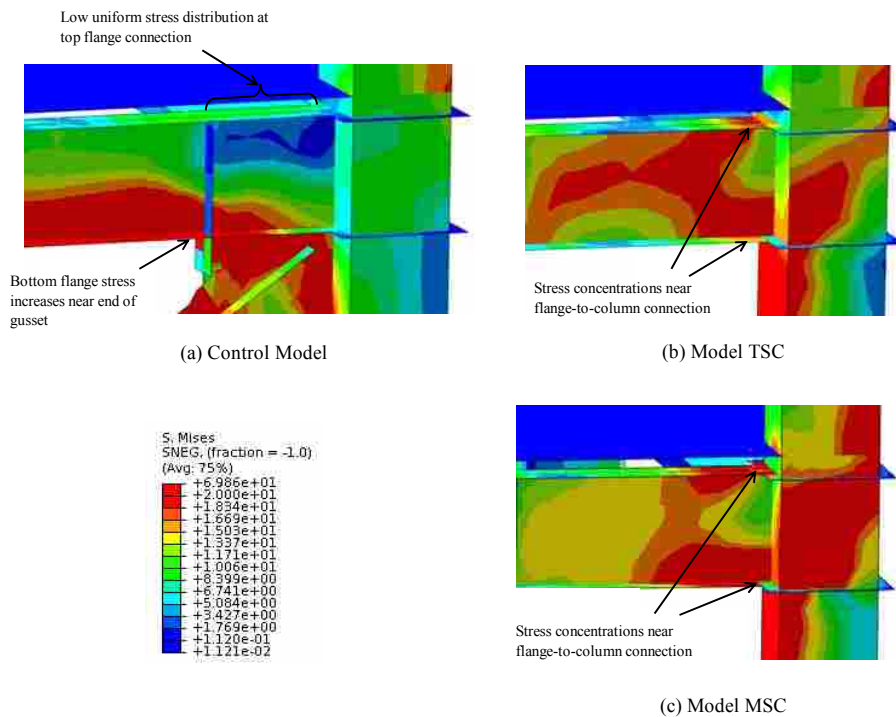 Low uniform stress distribution at
top flange connection
Bottom flange stress
increases near end of
gusset
(a) Control Model
Stress concentrations near
flange-to-column connection
(b) Model TSC
S, Mises
SNEG, (fraction = -1.0)
(Avg: 75%)
+6.986e+01
+2.000e+01
+1.834e+01
+1.669e+01
+1.503e+01
+1.337e+01
+1.171e+01
+1.006e+01
+8.399e+00
+6.741e+00
+5.084e+00
+3.427e+00
+1.769e+00
+1.120e-01
+1.121e-02
Stress concentrations near
flange-to-column connection
(c) Model MSC